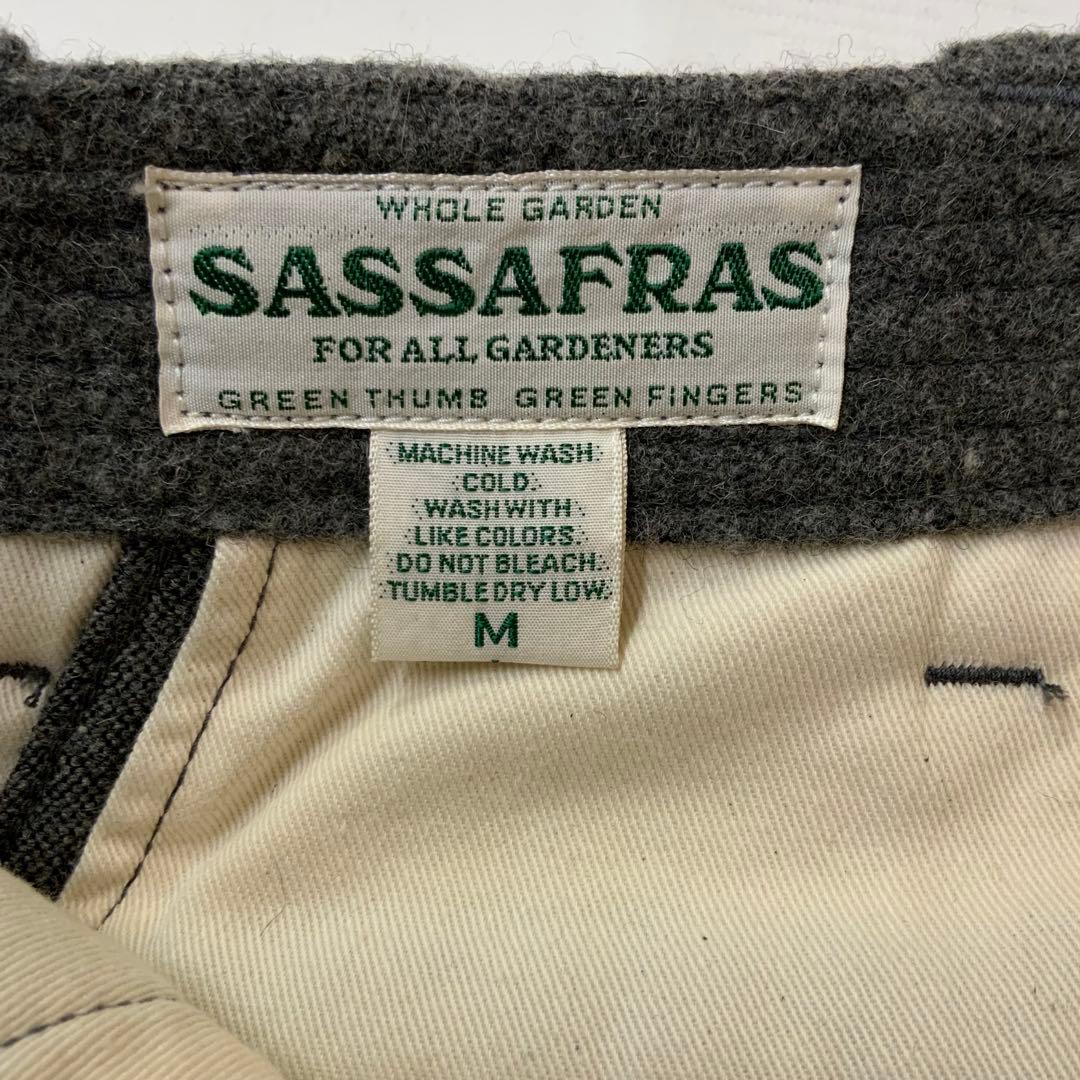 WHOLE GARDEN
SASSAFRAS
FOR ALL GARDENERS
GREEN THUMB GREEN FINGERS
MACHINE WASH
COLD.
WASH WITH
LIKE COLORS.
DO NOT BLEACH.
TUMBLE DRY LOW.
M